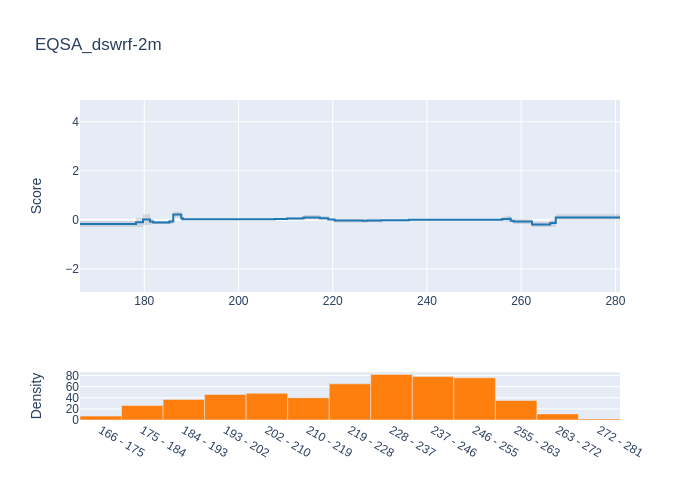 EQSA_dswrf-2m
Score
4
2
0
−2
180
200
220
240
260
280
Density
80
60
40
20
0
166 - 175
175 - 184
184 - 193
193 - 202
202 - 210
210 - 219
219 - 228
228 - 237
237 - 246
246 - 255
255 - 263
263 - 272
272 - 281